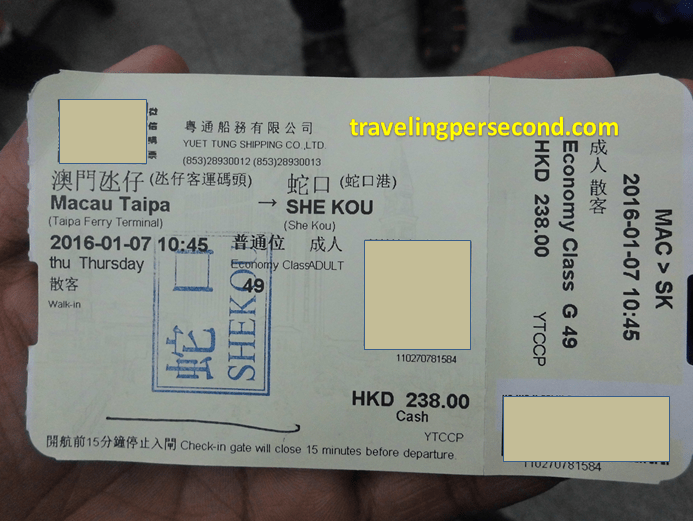 travelingpersecond.com
粵通船務有限公司
YUET TUNG SHIPPING CO.,LTD.
(853)28930012 (853)28930013
澳門氹仔 (氹仔客運碼頭) → 蛇口 (蛇口港)
Macau Taipa SHE KOU
(Taipa Ferry Terminal) (She Kou)
2016-01-07 10:45 普通位 成人
thu Thursday Economy Class ADULT
散客 49
Walk-in
蛇口
SHEKOU
110270781584
HKD 238.00
Cash
YTCCP
開航前15分鐘停止入閘 Check-in gate will close 15 minutes before departure.
MAC > SK
2016-01-07 10:45
成人 散客
Economy Class G 49
HKD 238.00 YTCCP
110270781584